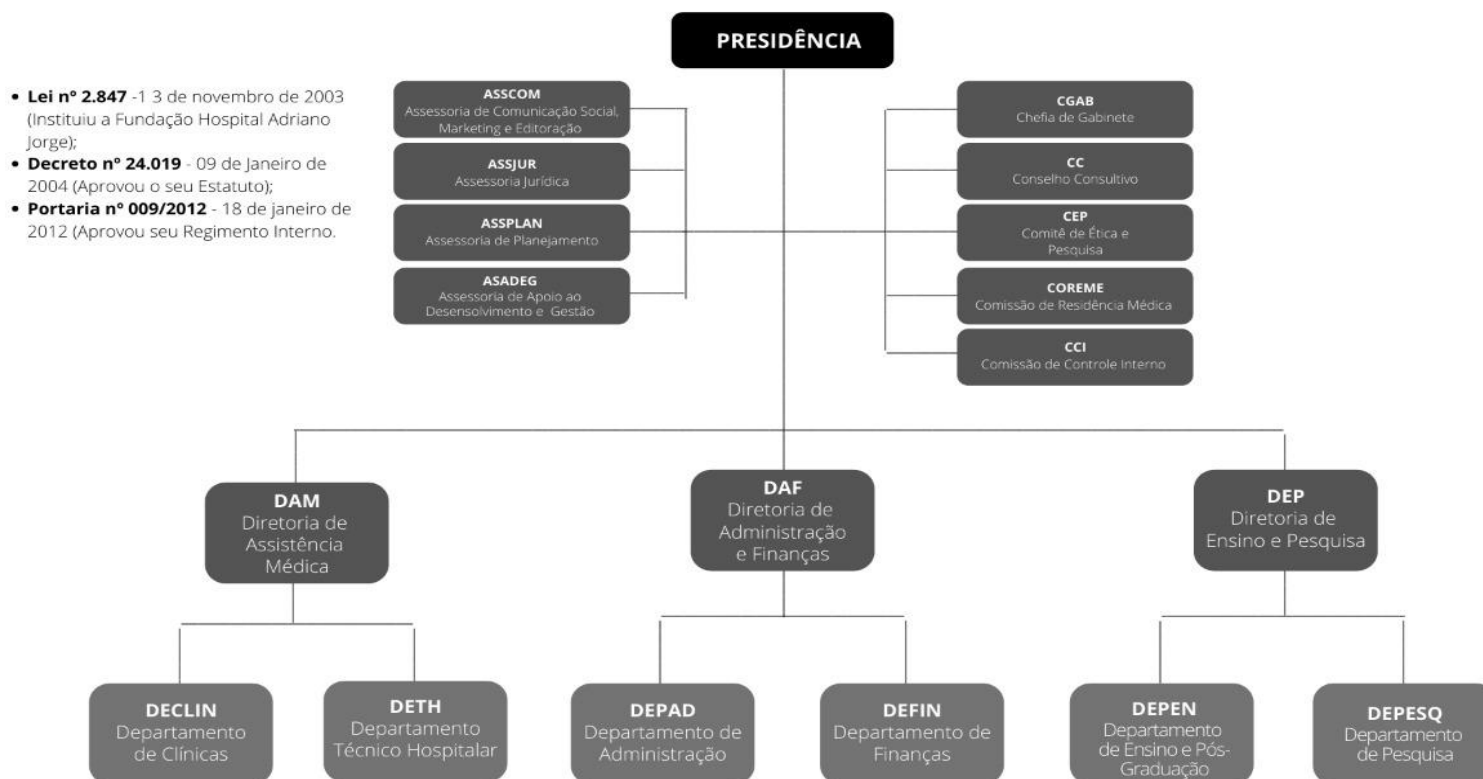 PRESIDÊNCIA
• Lei nº 2.847 -1 3 de novembro de 2003
(Instituiu a Fundação Hospital Adriano
Jorge);
• Decreto nº 24.019 - 09 de Janeiro de
2004 (Aprovou o seu Estatuto);
• Portaria nº 009/2012 - 18 de janeiro de
2012 (Aprovou seu Regimento Interno.
ASSCOM
Assessoria de Comunicação Social,
Marketing e Editoração
ASSJUR
Assessoria Jurídica
ASSPLAN
Assessoria de Planejamento
ASADEG
Assessoria de Apoio ao
Desensolvimento e Gestão
CGAB
Chefia de Gabinete
CC
Conselho Consultivo
CEP
Comitê de Ética e
Pesquisa
COREME
Comissão de Residência Médica
CCI
Comissão de Controle Interno
DAM
Diretoria de
Assistência
Médica
DAF
Diretoria de
Administração
e Finanças
DEP
Diretoria de
Ensino e Pesquisa
DECLIN
Departamento
de Clínicas
DETH
Departamento
Técnico Hospitalar
DEPAD
Departamento de
Administração
DEFIN
Departamento de
Finanças
DEPEN
Departamento
de Ensino e Pós-
Graduação
DEPESQ
Departamento
de Pesquisa